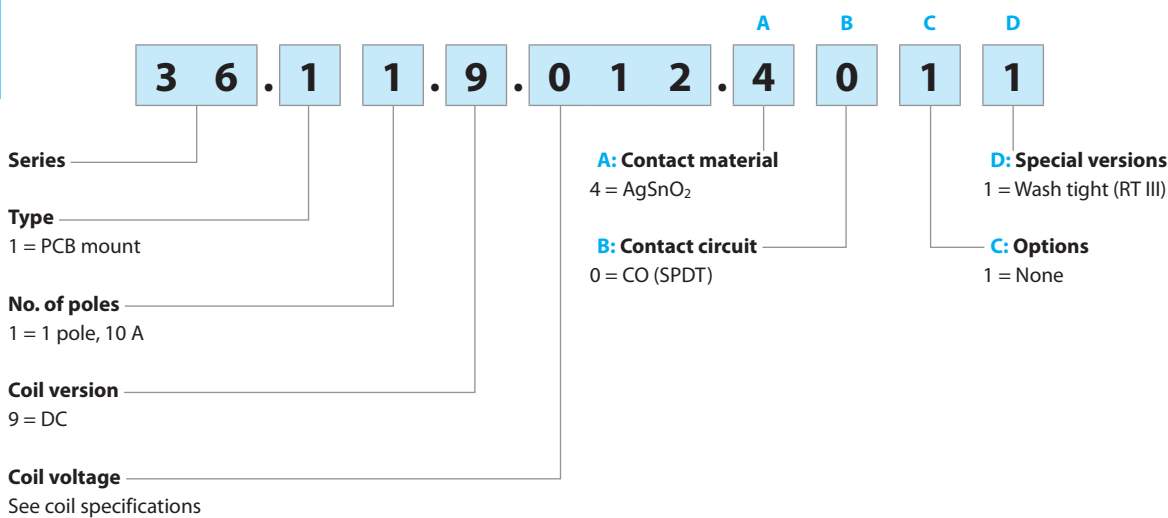 A B C D
3 6 . 1 1 . 9 . 0 1 2 . 4 0 1 1
Series
Type
1 = PCB mount
No. of poles
1 = 1 pole, 10 A
Coil version
9 = DC
Coil voltage
See coil specifications
A: Contact material
4 = AgSnO₂
B: Contact circuit
0 = CO (SPDT)
D: Special versions
1 = Wash tight (RT III)
C: Options
1 = None